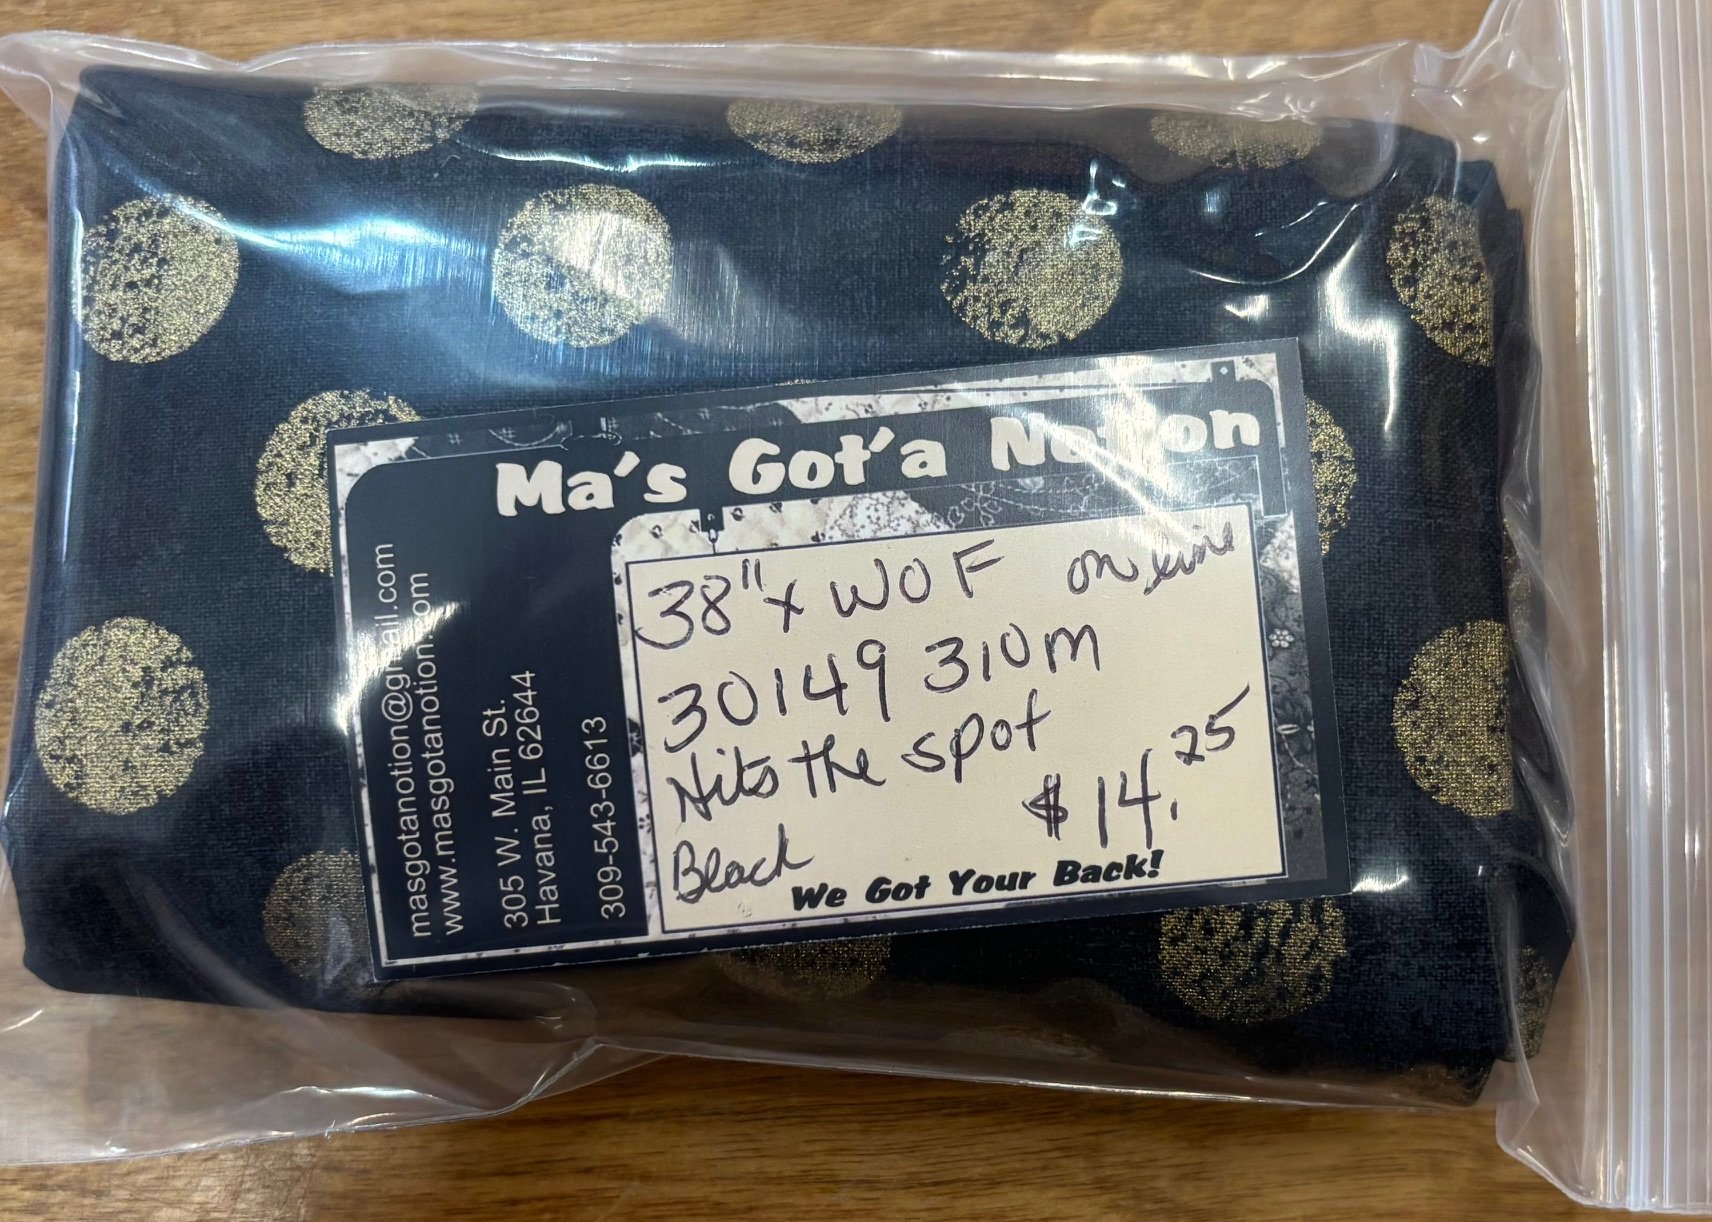 Ma's Got'a Notion
masgotanotion@gmail.com
www.masgotanotion.com
305 W. Main St.
Havana, IL 62644
309-543-6613
38" x WOF online
30149 310m
Hits the spot
$14.25
Black
We Got Your Back!